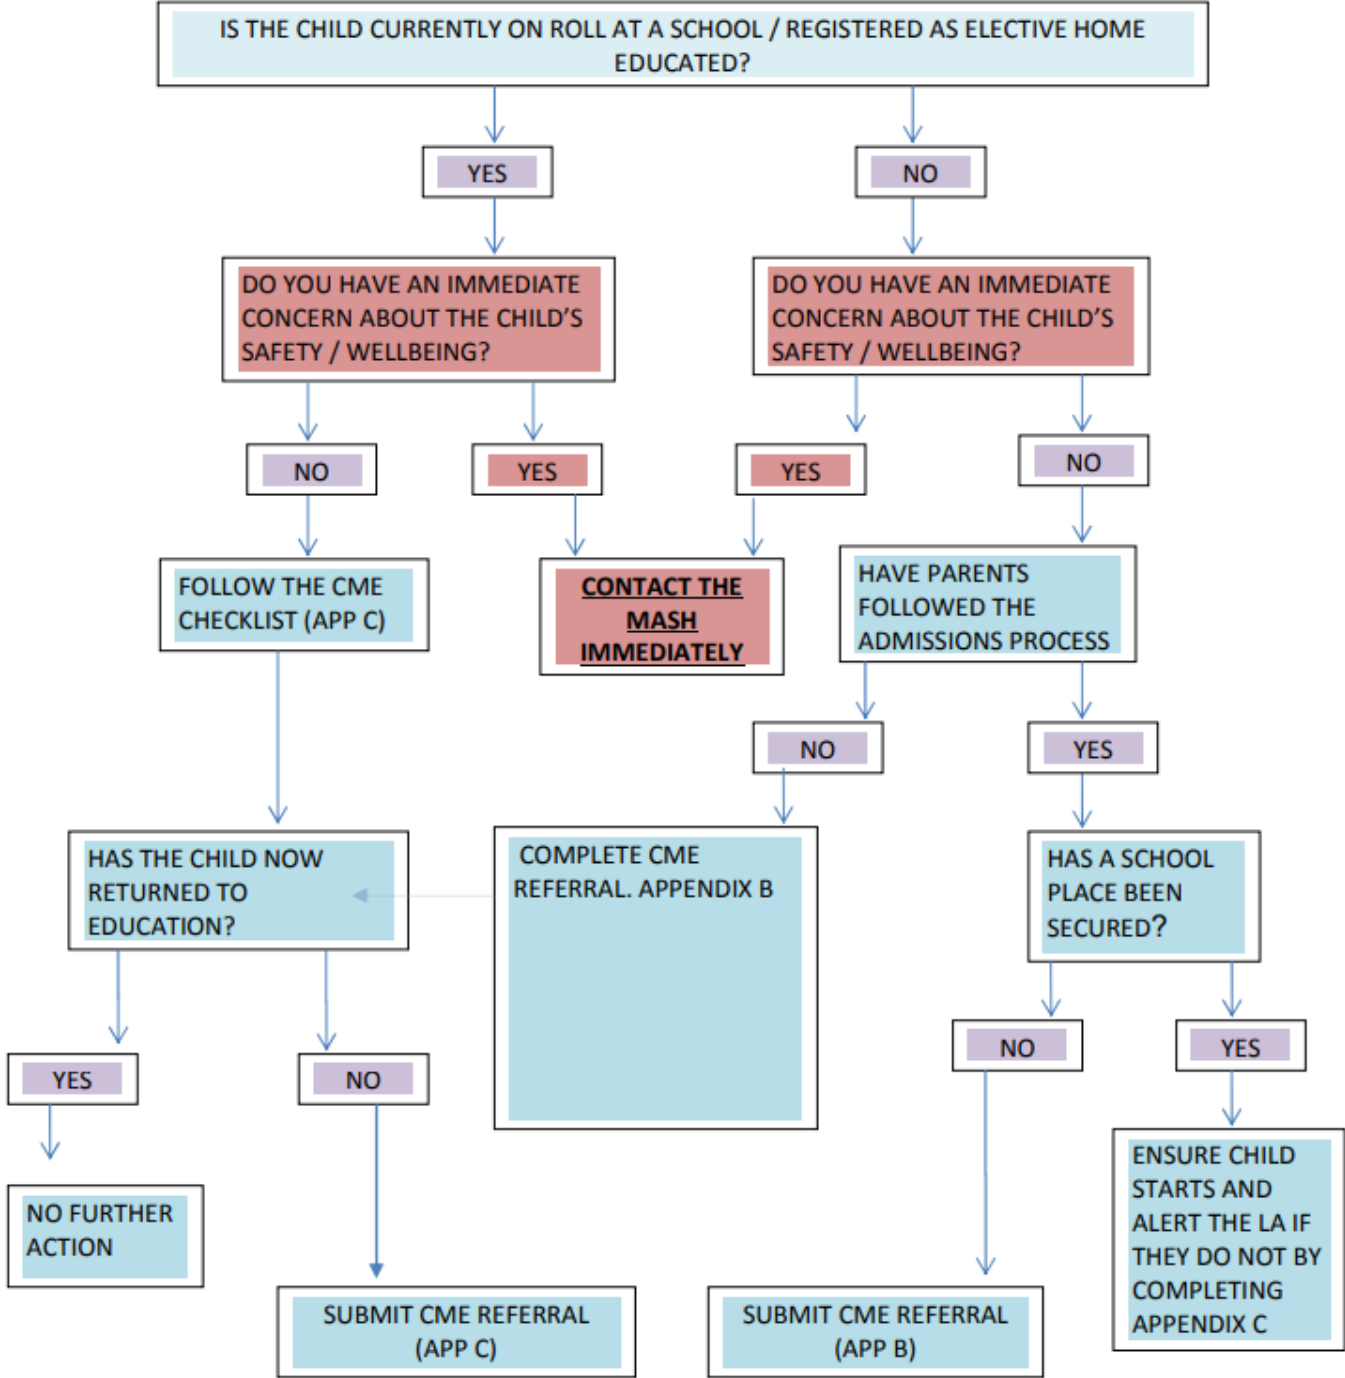 IS THE CHILD CURRENTLY ON ROLL AT A SCHOOL / REGISTERED AS ELECTIVE HOME
EDUCATED?
YES
NO
DO YOU HAVE AN IMMEDIATE
CONCERN ABOUT THE CHILD'S
SAFETY / WELLBEING?
DO YOU HAVE AN IMMEDIATE
CONCERN ABOUT THE CHILD'S
SAFETY / WELLBEING?
NO
YES
YES
NO
FOLLOW THE CME
CHECKLIST (APP C)
CONTACT THE
MASH
IMMEDIATELY
HAVE PARENTS
FOLLOWED THE
ADMISSIONS PROCESS
NO
YES
HAS THE CHILD NOW
RETURNED TO
EDUCATION?
COMPLETE CME
REFERRAL. APPENDIX B
HAS A SCHOOL
PLACE BEEN
SECURED?
YES
NO
NO
YES
NO FURTHER
ACTION
SUBMIT CME REFERRAL
(APP C)
SUBMIT CME REFERRAL
(APP B)
ENSURE CHILD
STARTS AND
ALERT THE LA IF
THEY DO NOT BY
COMPLETING
APPENDIX C